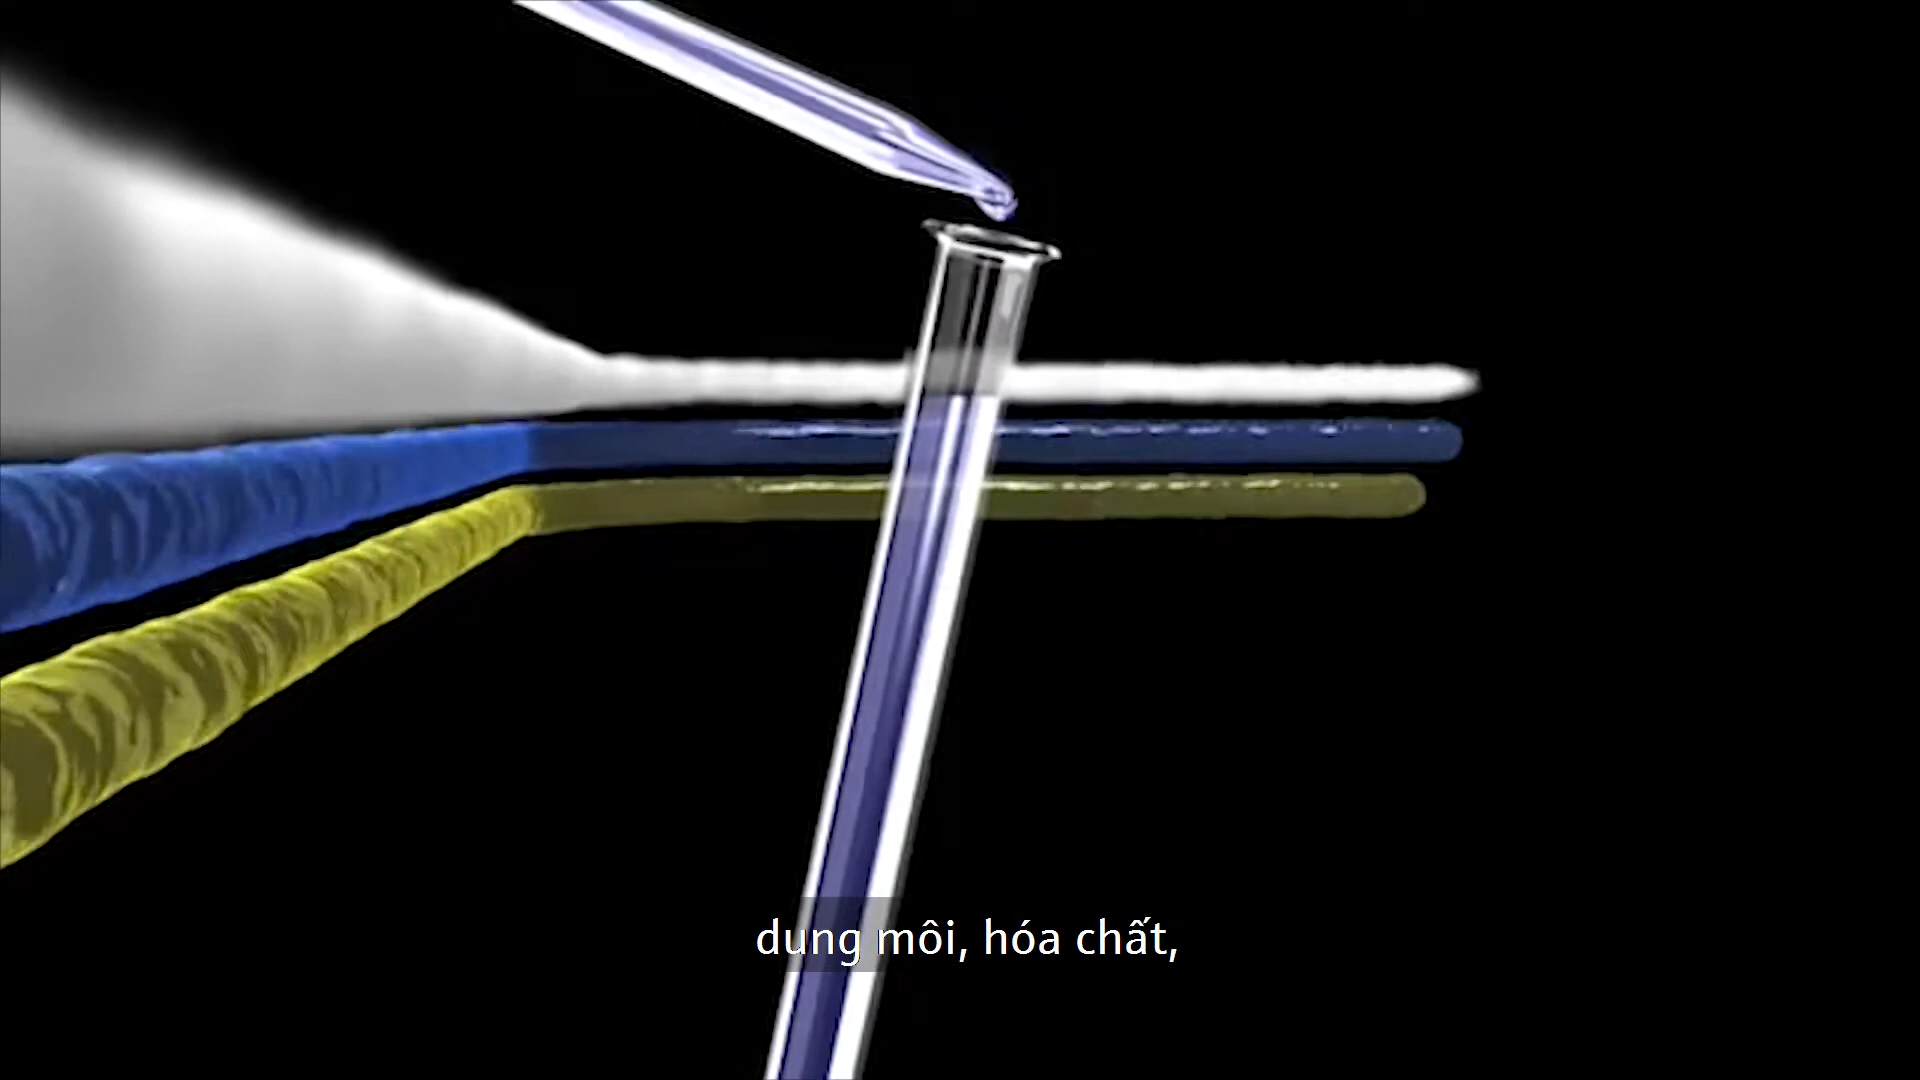 dung môi, hóa chất,